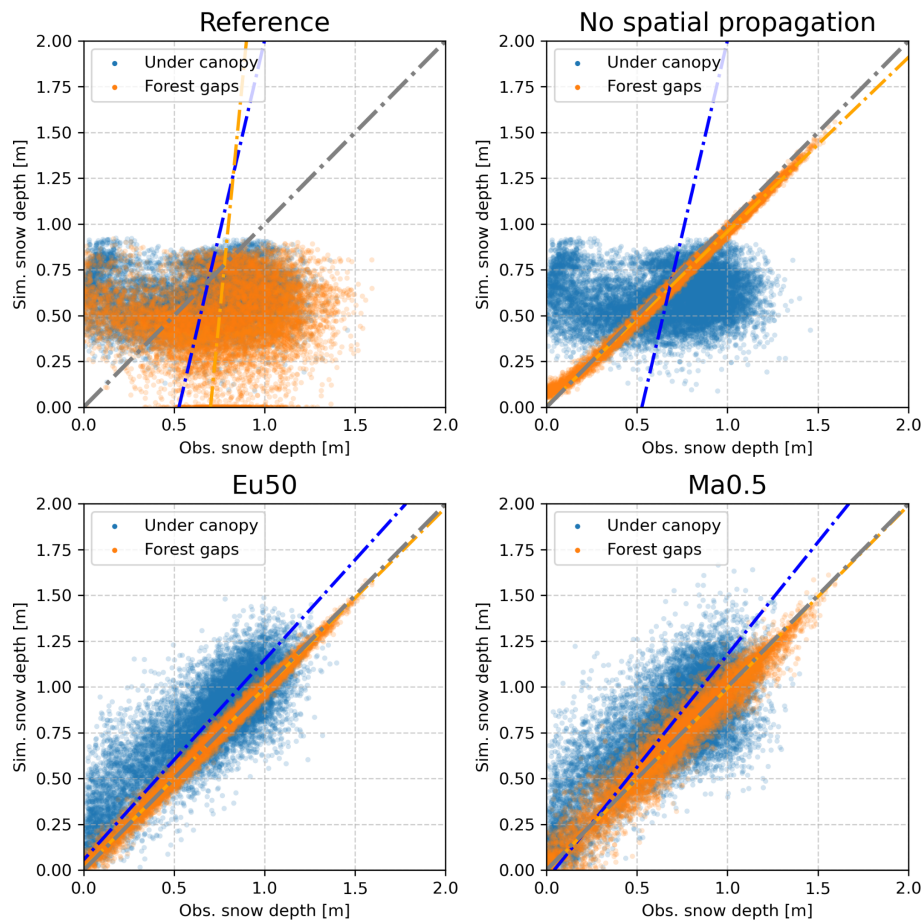 Reference
Under canopy
Forest gaps
2.00
1.75
1.50
1.25
1.00
0.75
0.50
0.25
0.00
Sim. snow depth [m]
0.0
0.5
1.0
1.5
2.0
Obs. snow depth [m]
No spatial propagation
Under canopy
Forest gaps
2.00
1.75
1.50
1.25
1.00
0.75
0.50
0.25
0.00
Sim. snow depth [m]
0.0
0.5
1.0
1.5
2.0
Obs. snow depth [m]
Eu50
Under canopy
Forest gaps
2.00
1.75
1.50
1.25
1.00
0.75
0.50
0.25
0.00
Sim. snow depth [m]
0.0
0.5
1.0
1.5
2.0
Obs. snow depth [m]
Ma0.5
Under canopy
Forest gaps
2.00
1.75
1.50
1.25
1.00
0.75
0.50
0.25
0.00
Sim. snow depth [m]
0.0
0.5
1.0
1.5
2.0
Obs. snow depth [m]